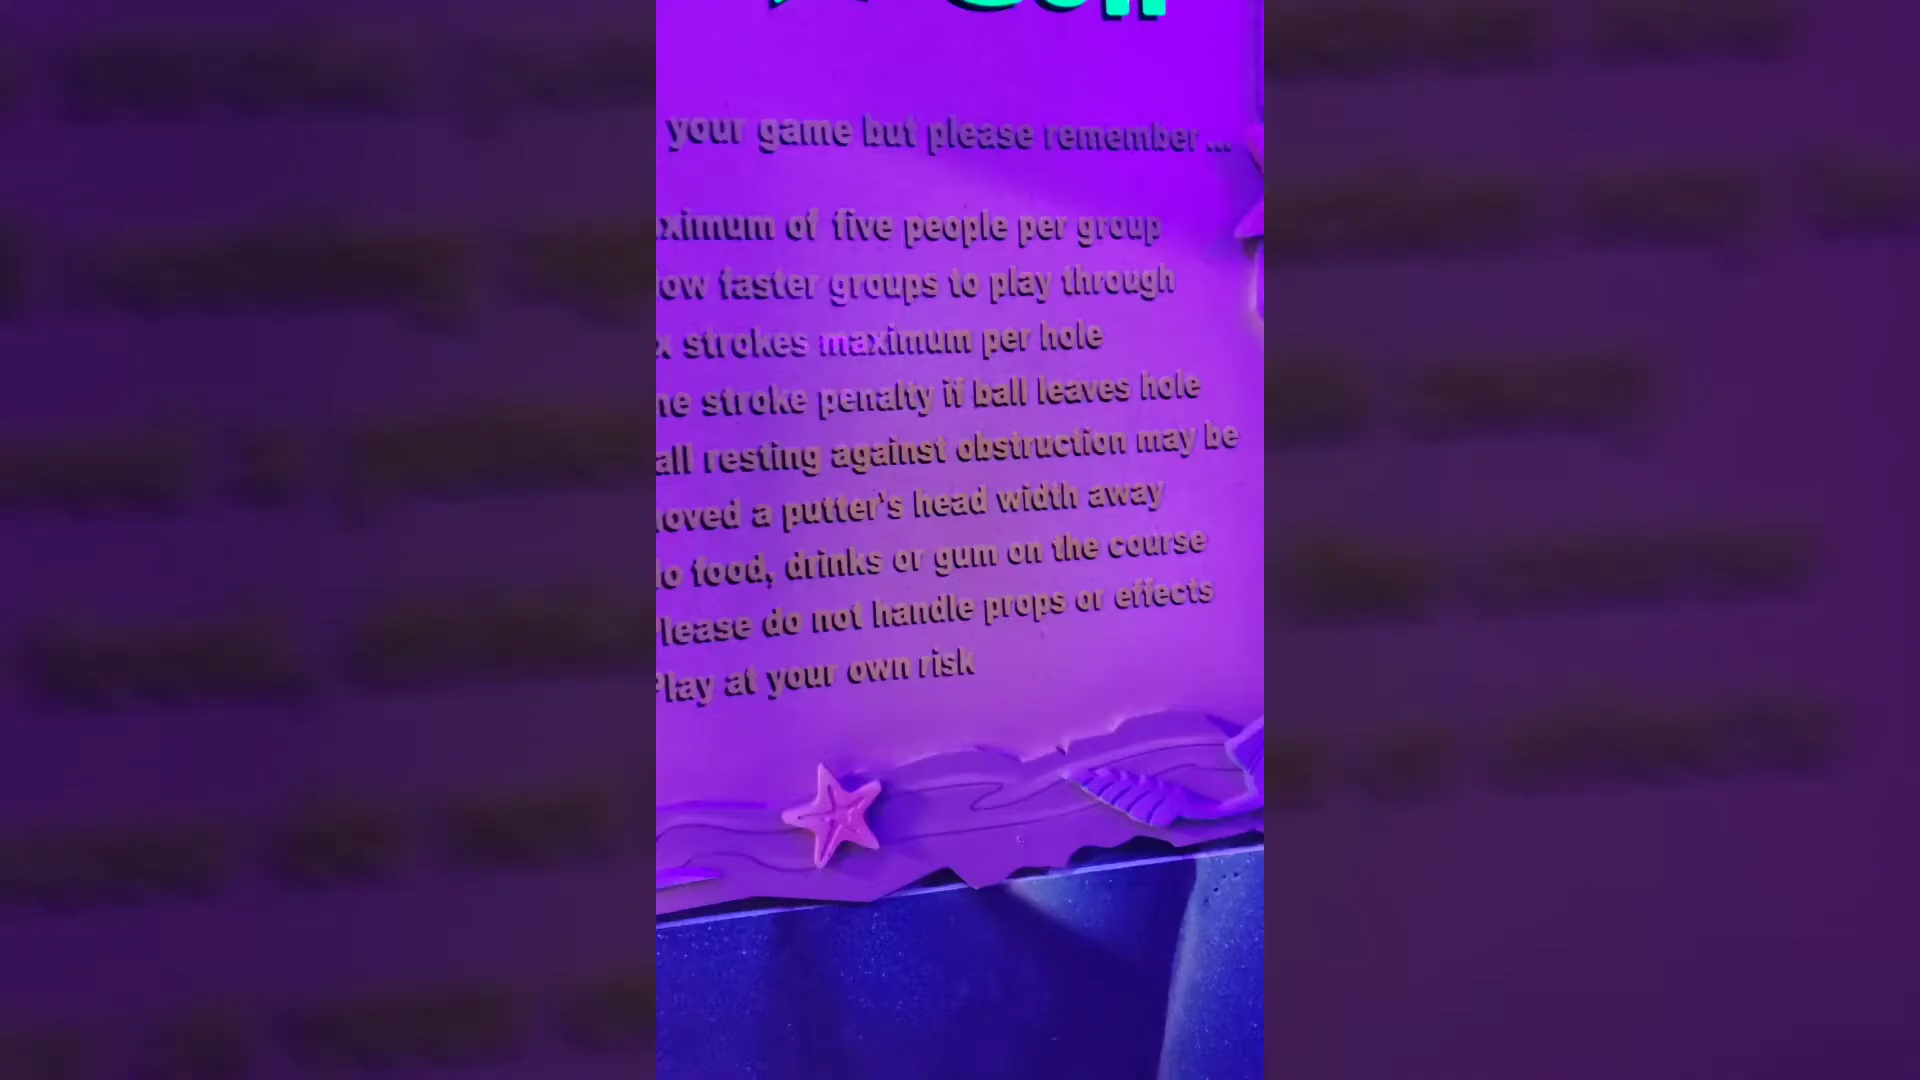 Golf
your game but please remember ...
ximum of five people per group
ow faster groups to play through
x strokes maximum per hole
ne stroke penalty if ball leaves hole
all resting against obstruction may be
oved a putter's head width away
o food, drinks or gum on the course
lease do not handle props or effects
Play at your own risk